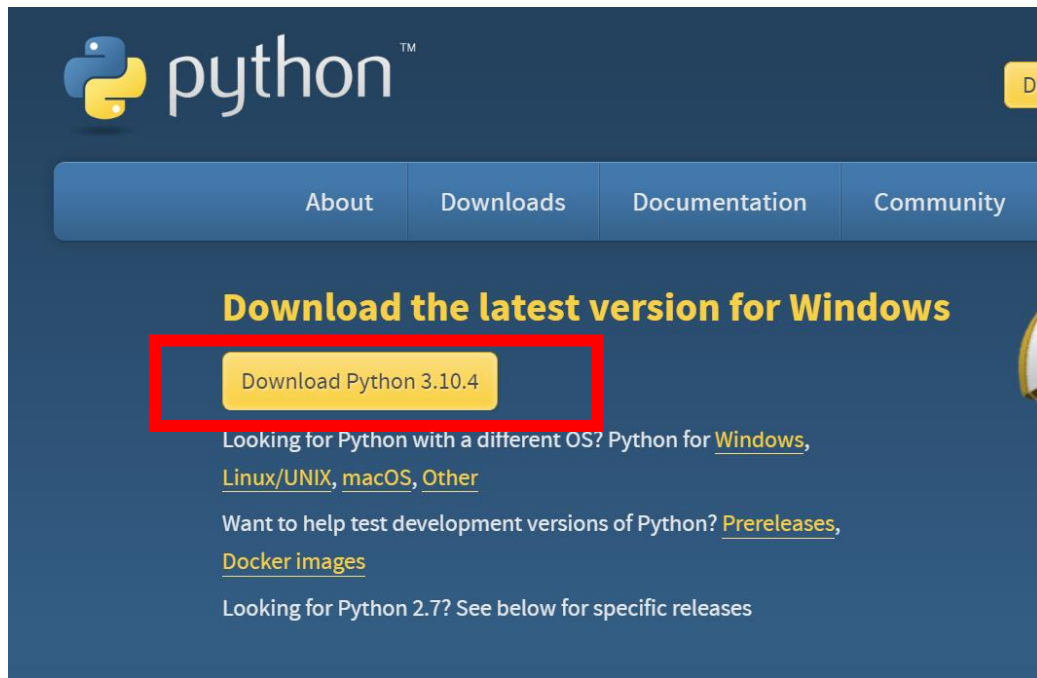 python™
D
About Downloads Documentation Community
Download the latest version for Windows
Download Python 3.10.4
Looking for Python with a different OS? Python for Windows,
Linux/UNIX, macOS, Other
Want to help test development versions of Python? Prereleases,
Docker images
Looking for Python 2.7? See below for specific releases